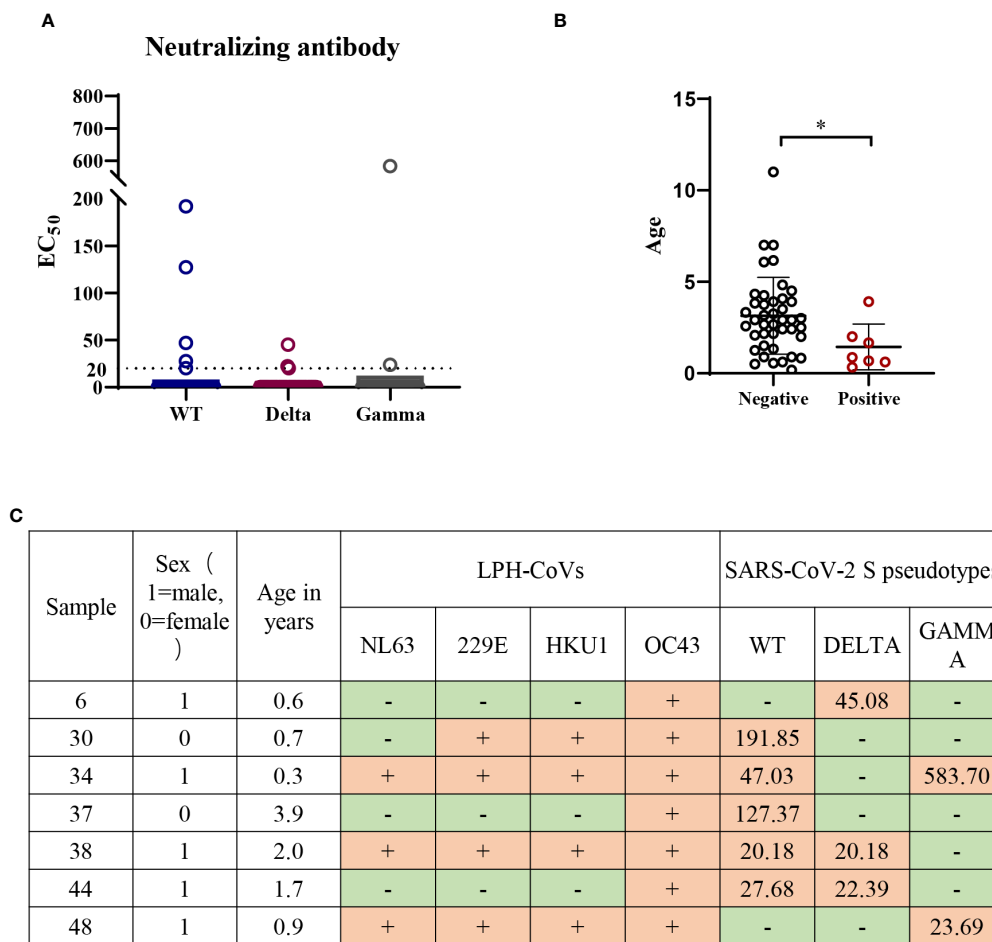 A
Neutralizing antibody
EC50
800
700
600
200
150
100
50
20
0
WT Delta Gamma
B
Age
15
*
10
5
0
Negative Positive
C
Sample
Sex （
1=male,
0=female
）
Age in
years
LPH-CoVs
SARS-CoV-2 S pseudotype
NL63 229E HKU1 OC43 WT DELTA GAMM
A
6 1 0.6 - - - + - 45.08 -
30 0 0.7 - + + + 191.85 - -
34 1 0.3 + + + + 47.03 - 583.70
37 0 3.9 - - - + 127.37 - -
38 1 2.0 + + + + 20.18 20.18 -
44 1 1.7 - - - + 27.68 22.39 -
48 1 0.9 + + + + - - 23.69